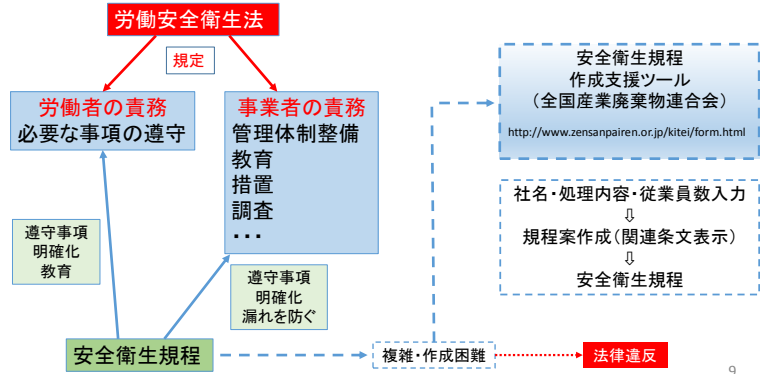 労働安全衛生法
規定
労働者の責務
必要な事項の遵守
事業者の責務
管理体制整備
教育
措置
調査
・・・
遵守事項
明確化
教育
遵守事項
明確化
漏れを防ぐ
安全衛生規程
複雑・作成困難
法律違反
安全衛生規程
作成支援ツール
（全国産業廃棄物連合会）
http://www.zensanpairen.or.jp/kitei/form.html
社名・処理内容・従業員数入力
⇩
規程案作成（関連条文表示）
⇩
安全衛生規程
9